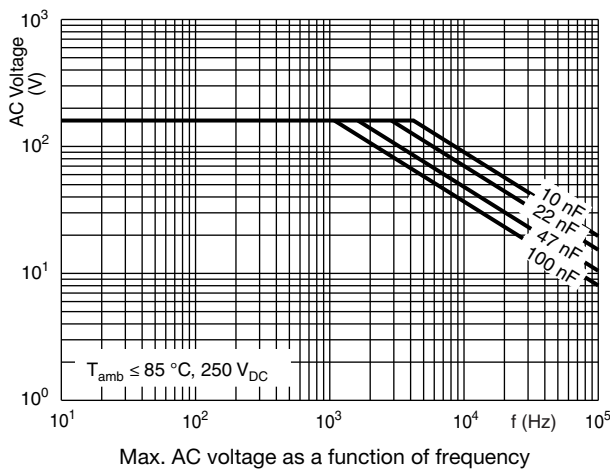 10³
AC Voltage
(V)
10²
10 nF
22 nF
47 nF
100 nF
10¹
T_amb ≤ 85 °C, 250 V_DC
10⁰
10¹
10²
10³
10⁴
f (Hz)
10⁵
Max. AC voltage as a function of frequency